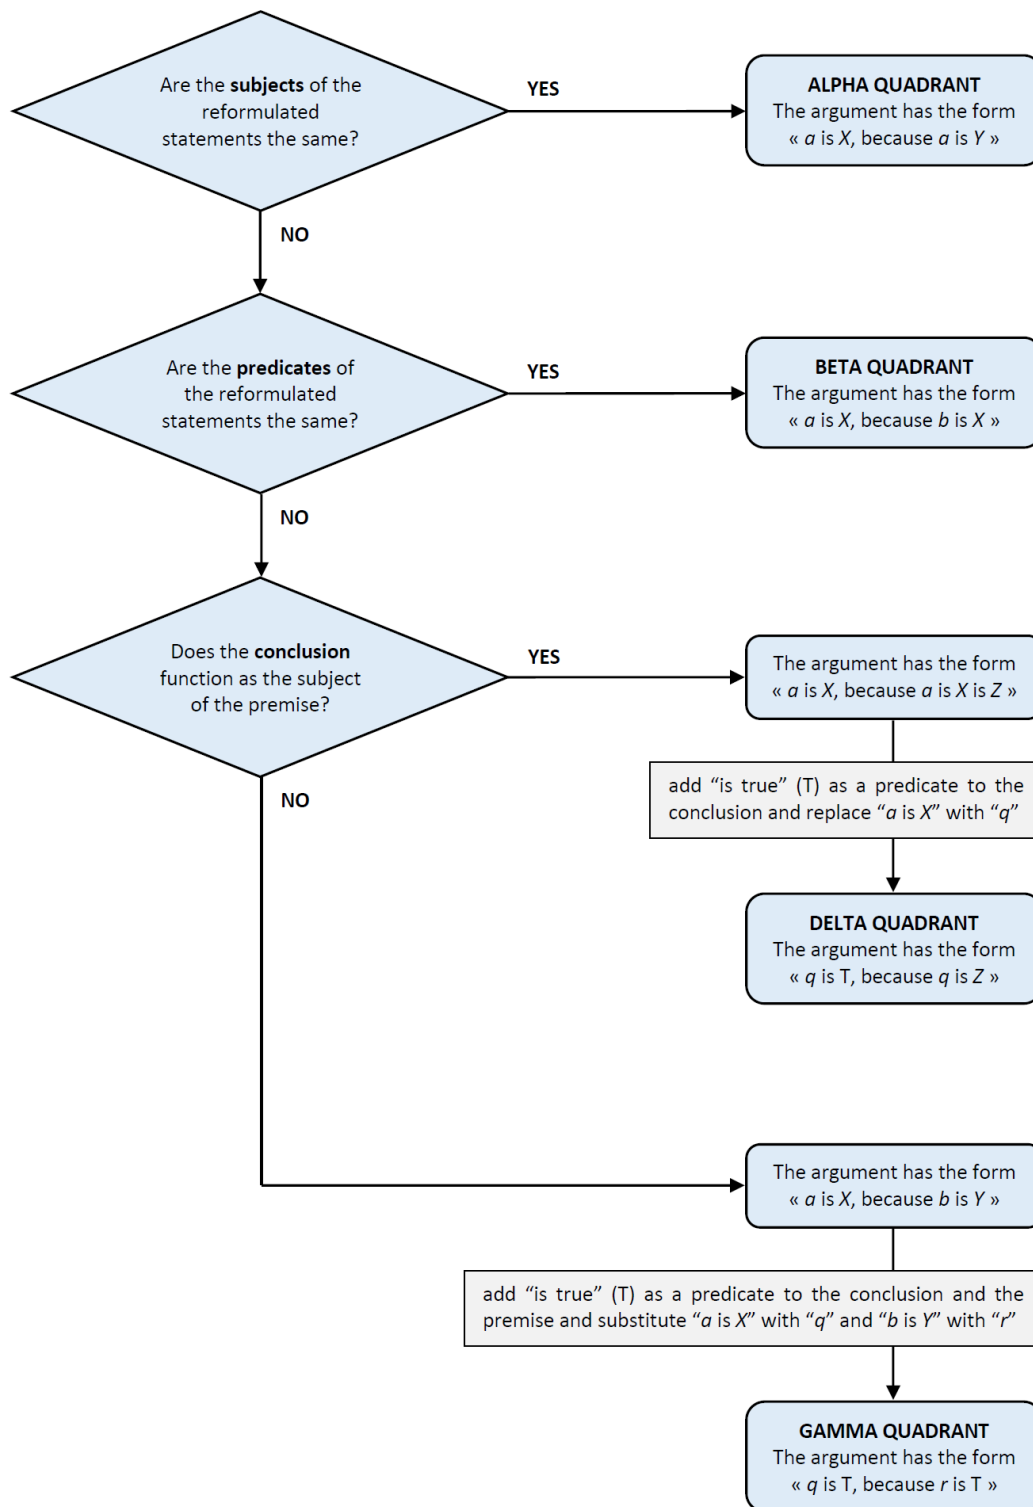 Are the subjects of the
reformulated
statements the same?
YES
ALPHA QUADRANT
The argument has the form
« a is X, because a is Y »
NO
Are the predicates of
the reformulated
statements the same?
YES
BETA QUADRANT
The argument has the form
« a is X, because b is X »
NO
Does the conclusion
function as the subject
of the premise?
YES
The argument has the form
« a is X, because a is X is Z »
add “is true” (T) as a predicate to the
conclusion and replace “a is X” with “q”
DELTA QUADRANT
The argument has the form
« q is T, because q is Z »
NO
The argument has the form
« a is X, because b is Y »
add “is true” (T) as a predicate to the conclusion and the
premise and substitute “a is X” with “q” and “b is Y” with “r”
GAMMA QUADRANT
The argument has the form
« q is T, because r is T »